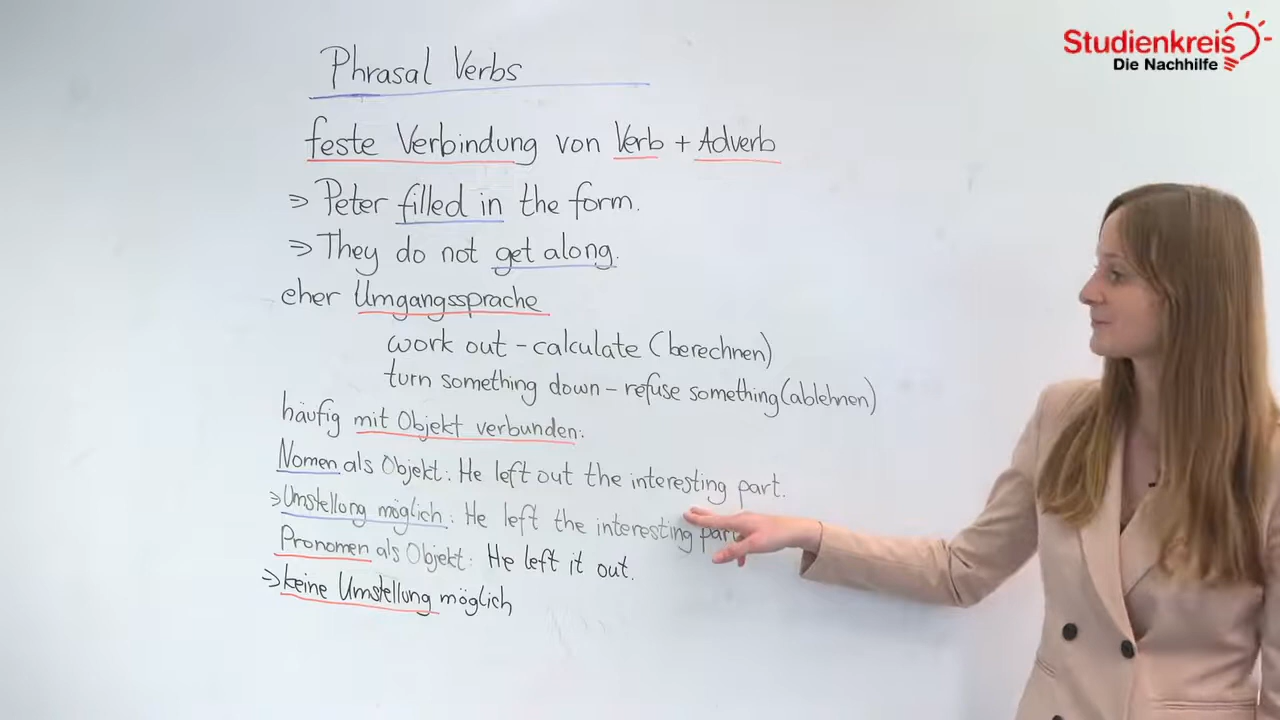 Studienkreis
Die Nachhilfe
Phrasal Verbs
feste Verbindung von Verb + Adverb
⇒ Peter filled in the form.
⇒ They do not get along.
eher Umgangssprache
work out – calculate (berechnen)
turn something down – refuse something (ablehnen)
häufig mit Objekt verbunden:
Nomen als Objekt: He left out the interesting part.
⇒ Umstellung möglich: He left the interesting part
Pronomen als Objekt: He left it out.
⇒ keine Umstellung möglich